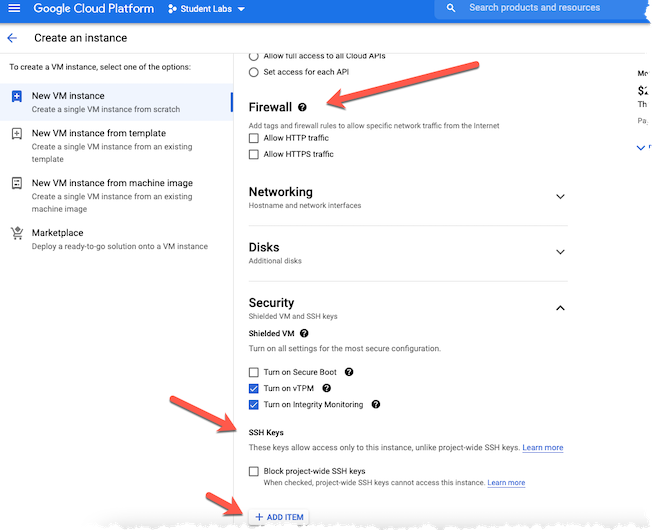 Google Cloud Platform
Student Labs
Search products and resources
Create an instance
To create a VM instance, select one of the options:
New VM instance
Create a single VM instance from scratch
New VM instance from template
Create a single VM instance from an existing
template
New VM instance from machine image
Create a single VM instance from an existing
machine image
Marketplace
Deploy a ready-to-go solution onto a VM instance
Allow full access to all Cloud APIs
Set access for each API
Firewall
Add tags and firewall rules to allow specific network traffic from the Internet
Allow HTTP traffic
Allow HTTPS traffic
Networking
Hostname and network interfaces
Disks
Additional disks
Security
Shielded VM and SSH keys
Shielded VM
Turn on all settings for the most secure configuration.
Turn on Secure Boot
Turn on vTPM
Turn on Integrity Monitoring
SSH Keys
These keys allow access only to this instance, unlike project-wide SSH keys. Learn more
Block project-wide SSH keys
When checked, project-wide SSH keys cannot access this instance. Learn more
+ ADD ITEM